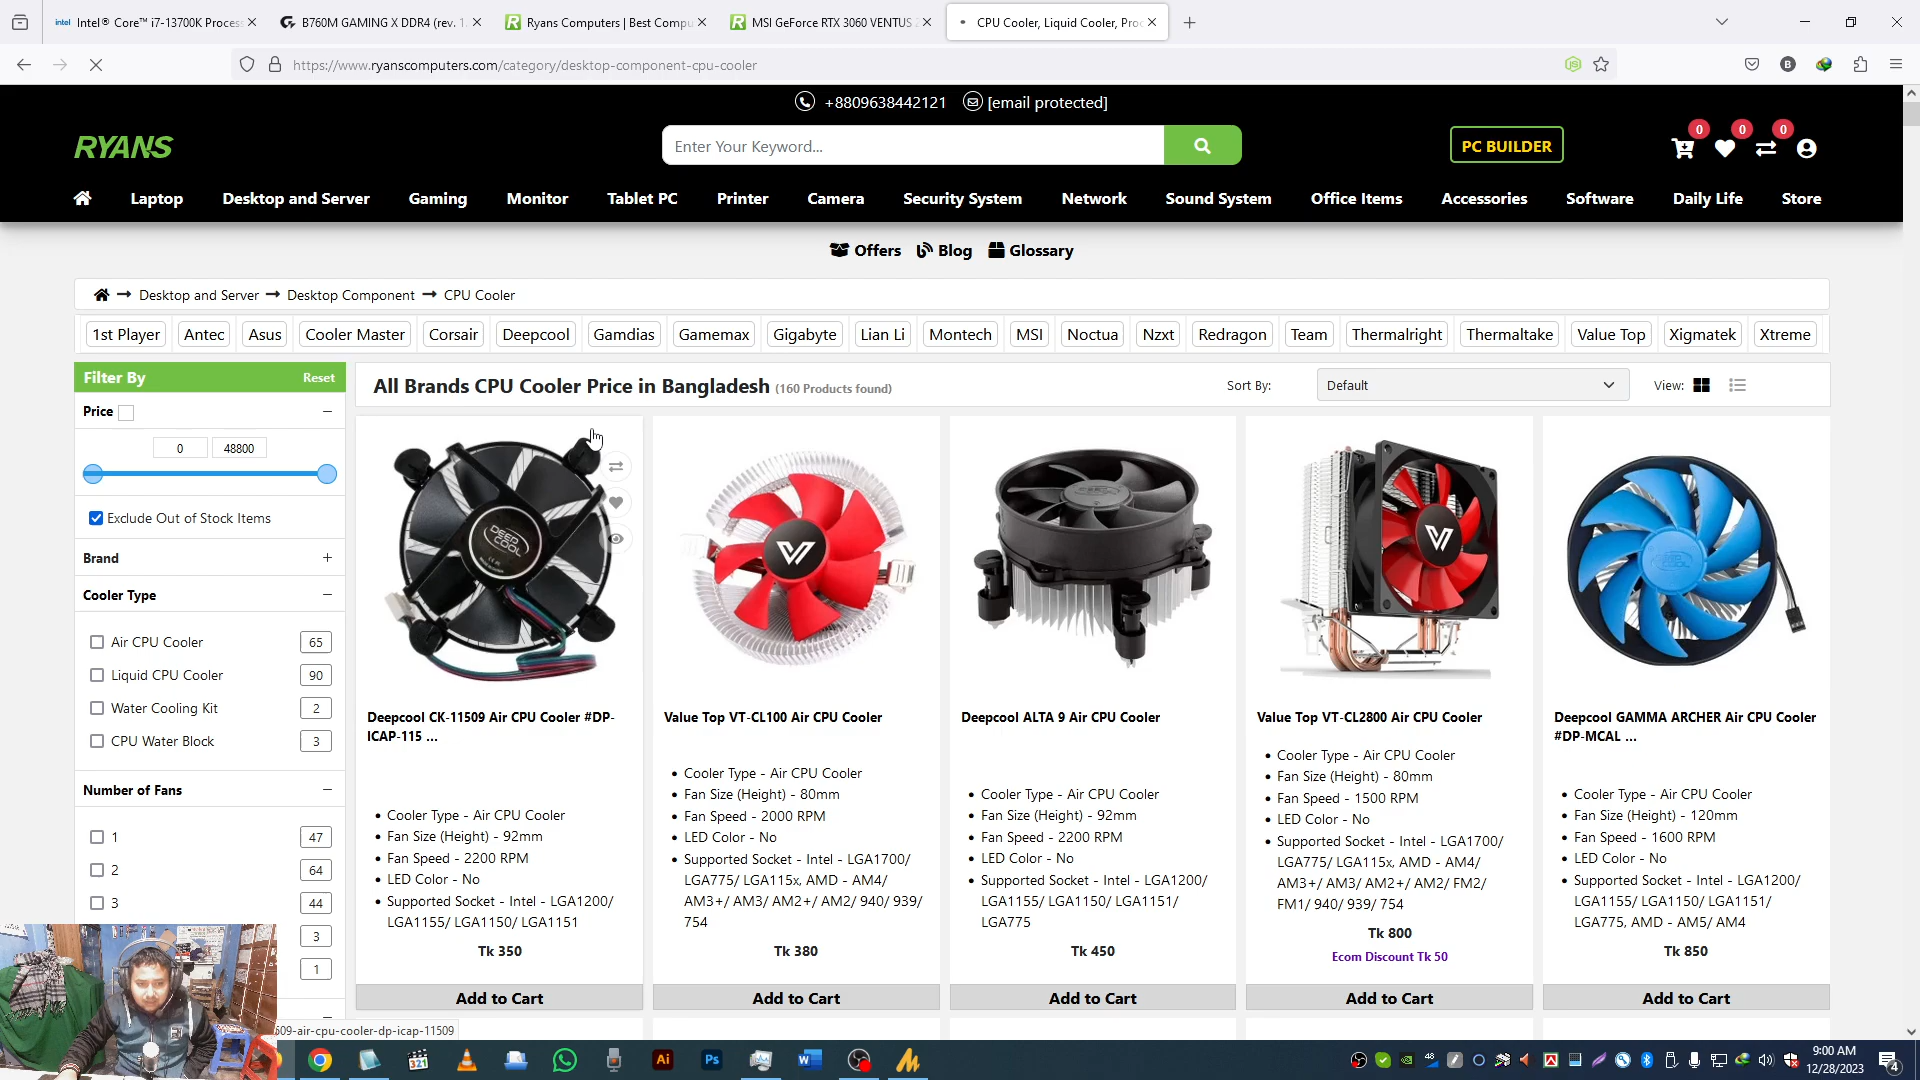 Intel® Core™ i7-13700K Process
B760M GAMING X DDR4 (rev. 1.
Ryans Computers | Best Compu
MSI GeForce RTX 3060 VENTUS 2
CPU Cooler, Liquid Cooler, Proc
https://www.ryanscomputers.com/category/desktop-component-cpu-cooler
+8809638442121 [email protected]
RYANS
Enter Your Keyword...
PC BUILDER
0 0 0
Laptop Desktop and Server Gaming Monitor Tablet PC Printer Camera Security System Network Sound System Office Items Accessories Software Daily Life Store
Offers Blog Glossary
Desktop and Server Desktop Component CPU Cooler
1st Player Antec Asus Cooler Master Corsair Deepcool Gamdias Gamemax Gigabyte Lian Li Montech MSI Noctua Nzxt Redragon Team Thermalright Thermaltake Value Top Xigmatek Xtreme
Filter By Reset
All Brands CPU Cooler Price in Bangladesh (160 Products found)
Sort By: Default View:
Price
0 48800
Exclude Out of Stock Items
Brand
Cooler Type
Air CPU Cooler 65
Liquid CPU Cooler 90
Water Cooling Kit 2
CPU Water Block 3
Number of Fans
1 47
2 64
3 44
3
1
DEEP COOL
Deepcool CK-11509 Air CPU Cooler #DP-
ICAP-115 ...
Cooler Type - Air CPU Cooler
Fan Size (Height) - 92mm
Fan Speed - 2200 RPM
LED Color - No
Supported Socket - Intel - LGA1200/
LGA1155/ LGA1150/ LGA1151
Tk 350
Add to Cart
Value Top VT-CL100 Air CPU Cooler
Cooler Type - Air CPU Cooler
Fan Size (Height) - 80mm
Fan Speed - 2000 RPM
LED Color - No
Supported Socket - Intel - LGA1700/
LGA775/ LGA115x, AMD - AM4/
AM3+/ AM3/ AM2+/ AM2/ 940/ 939/
754
Tk 380
Add to Cart
Deepcool ALTA 9 Air CPU Cooler
Cooler Type - Air CPU Cooler
Fan Size (Height) - 92mm
Fan Speed - 2200 RPM
LED Color - No
Supported Socket - Intel - LGA1200/
LGA1155/ LGA1150/ LGA1151/
LGA775
Tk 450
Add to Cart
Value Top VT-CL2800 Air CPU Cooler
Cooler Type - Air CPU Cooler
Fan Size (Height) - 80mm
Fan Speed - 1500 RPM
LED Color - No
Supported Socket - Intel - LGA1700/
LGA775/ LGA115x, AMD - AM4/
AM3+/ AM3/ AM2+/ AM2/ FM2/
FM1/ 940/ 939/ 754
Tk 800
Ecom Discount Tk 50
Add to Cart
Deepcool GAMMA ARCHER Air CPU Cooler
#DP-MCAL ...
Cooler Type - Air CPU Cooler
Fan Size (Height) - 120mm
Fan Speed - 1600 RPM
LED Color - No
Supported Socket - Intel - LGA1200/
LGA1155/ LGA1150/ LGA1151/
LGA775, AMD - AM5/ AM4
Tk 850
Add to Cart
509-air-cpu-cooler-dp-icap-11509
9:00 AM
12/28/2023
4